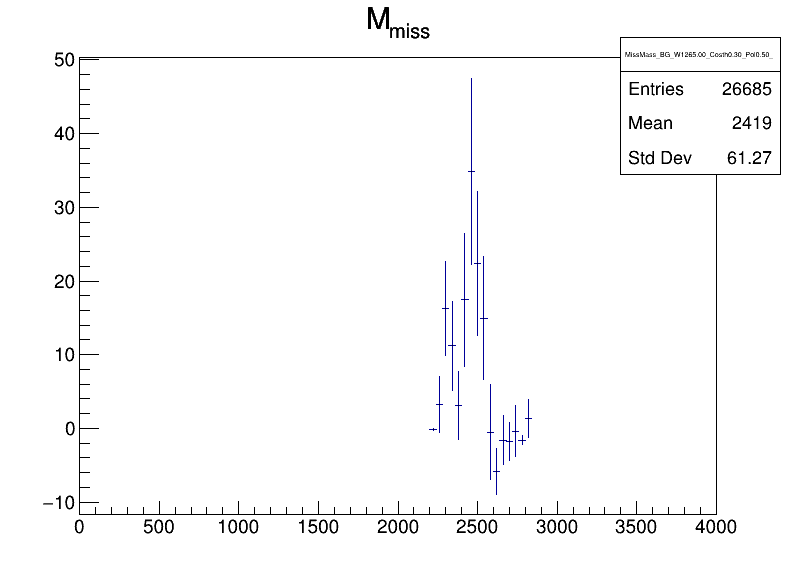 M_miss
MissMass_BG_W1265.00_Costh0.30_Pol0.50_
Entries 26685
Mean 2419
Std Dev 61.27
50
40
30
20
10
0
−10
0 500 1000 1500 2000 2500 3000 3500 4000